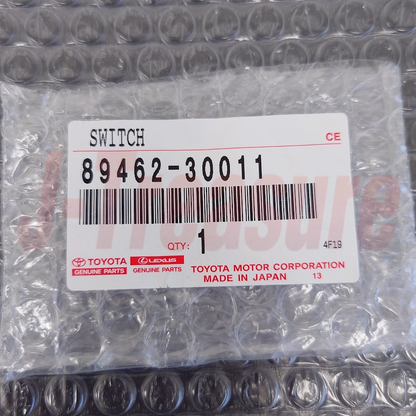 SWITCH CE
89462-30011
J-Treasure
QTY: 1 4F19
TOYOTA LEXUS
GENUINE PARTS GENUINE PARTS
TOYOTA MOTOR CORPORATION
MADE IN JAPAN 13